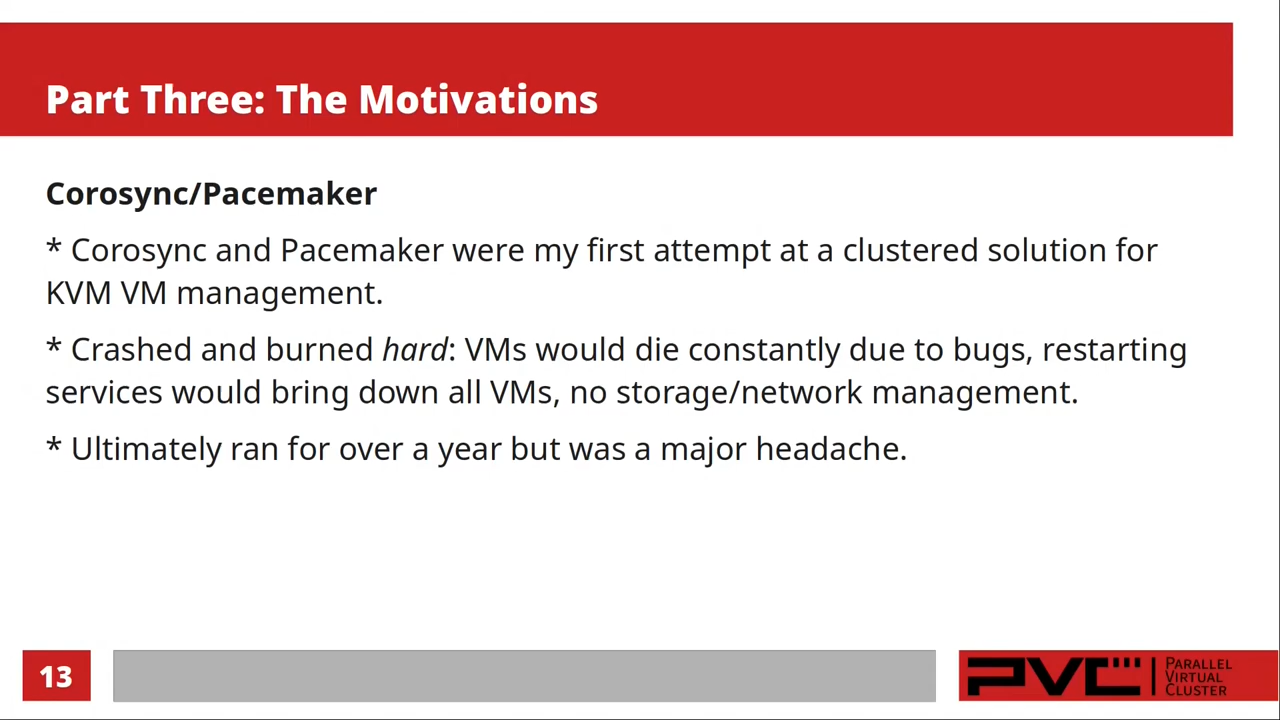 Part Three: The Motivations
Corosync/Pacemaker
* Corosync and Pacemaker were my first attempt at a clustered solution for
KVM VM management.
* Crashed and burned hard: VMs would die constantly due to bugs, restarting
services would bring down all VMs, no storage/network management.
* Ultimately ran for over a year but was a major headache.
13
PVC
PARALLEL
VIRTUAL
CLUSTER